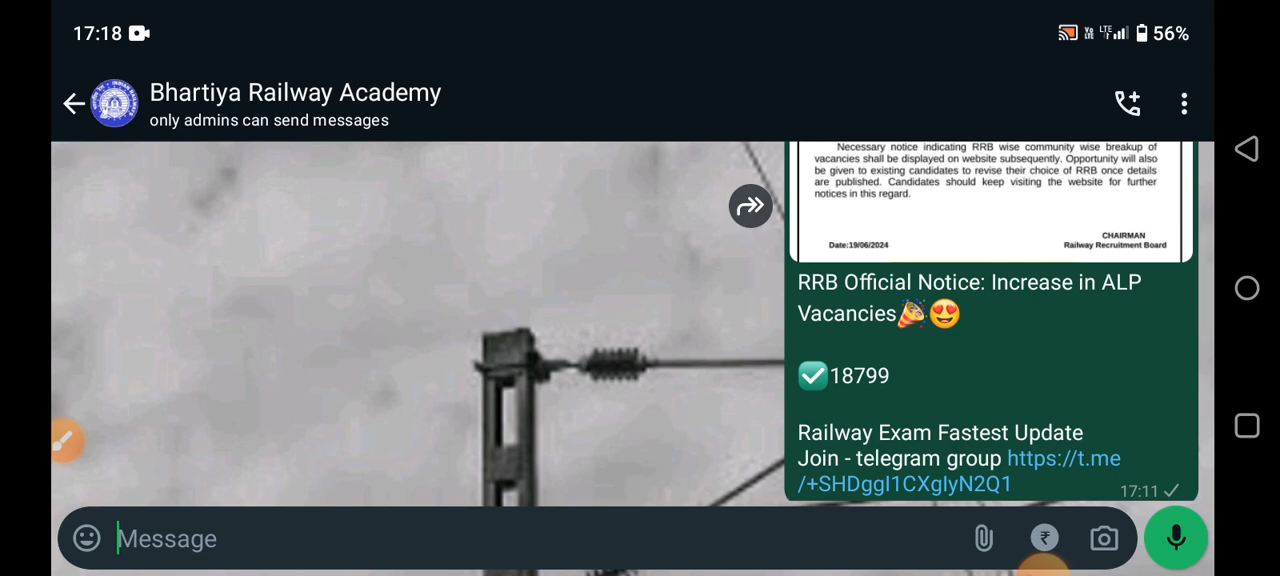 17:18
LTE
56%
Bhartiya Railway Academy
only admins can send messages
Necessary notice indicating RRB wise community wise breakup of
vacancies shall be displayed on website subsequently. Opportunity will also
be given to existing candidates to revise their choice of RRB once details
are published. Candidates should keep visiting the website for further
notices in this regard.
CHAIRMAN
Date:19/06/2024 Railway Recruitment Board
RRB Official Notice: Increase in ALP
Vacancies🎉😍
✅18799
Railway Exam Fastest Update
Join - telegram group https://t.me
/+SHDggI1CXgIyN2Q1
17:11
Message